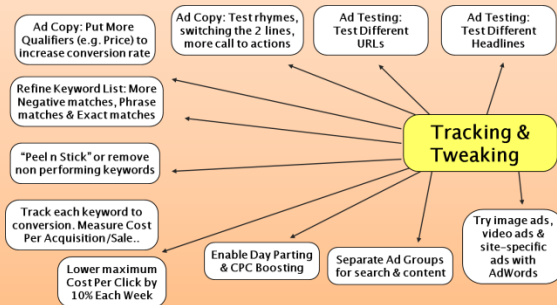 Ad Copy: Put More
Qualifiers (e.g. Price) to
increase conversion rate
Ad Copy: Test rhymes,
switching the 2 lines,
more call to actions
Ad Testing:
Test Different
URLs
Ad Testing:
Test Different
Headlines
Refine Keyword List: More
Negative matches, Phrase
matches & Exact matches
Tracking &
Tweaking
"Peel n Stick" or remove
non performing keywords
Track each keyword to
conversion. Measure Cost
Per Acquisition/Sale..
Lower maximum
Cost Per Click by
10% Each Week
Enable Day Parting
& CPC Boosting
Separate Ad Groups
for search & content
Try image ads,
video ads &
site-specific
ads with
AdWords